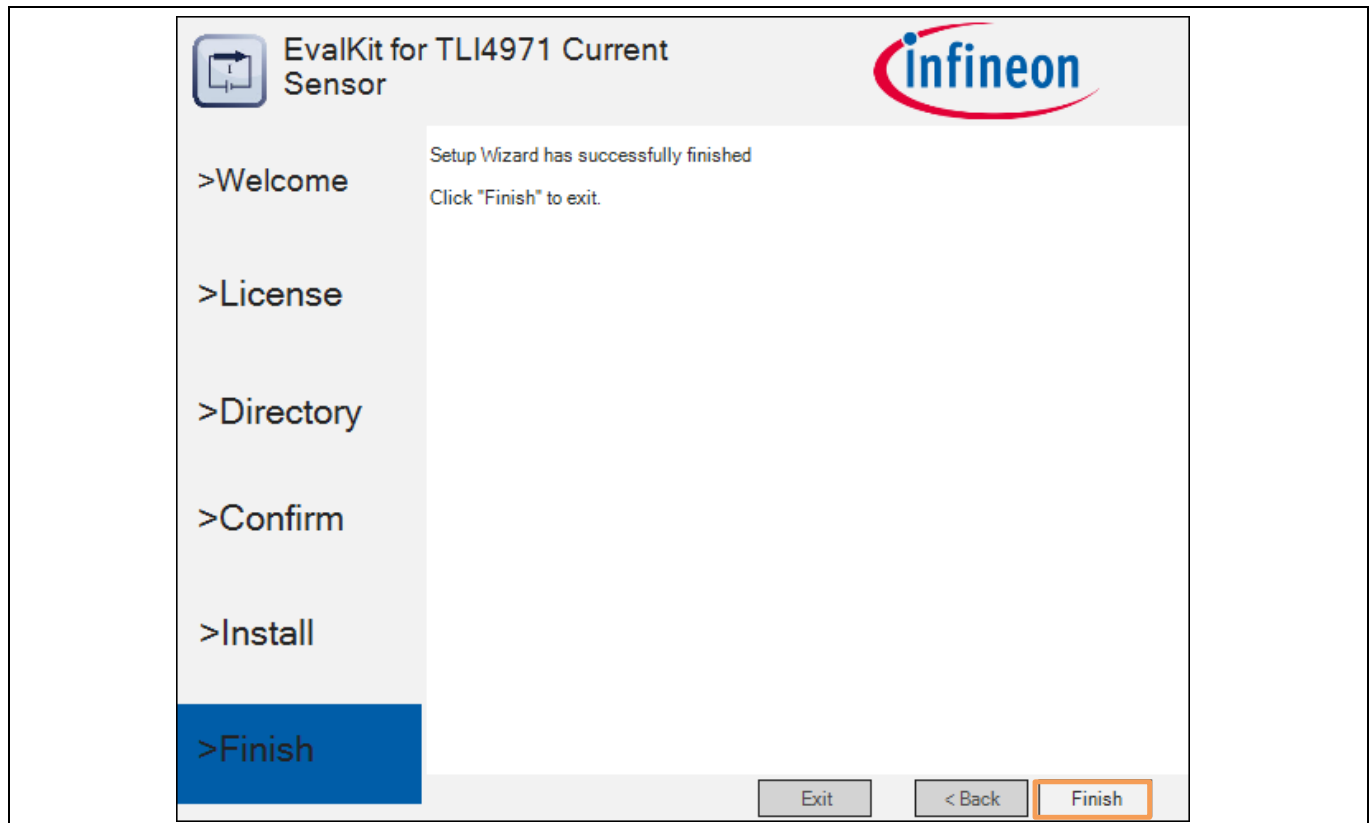 EvalKit for TLI4971 Current
Sensor
infineon
>Welcome
Setup Wizard has successfully finished
Click "Finish" to exit.
>License
>Directory
>Confirm
>Install
>Finish
Exit
< Back
Finish